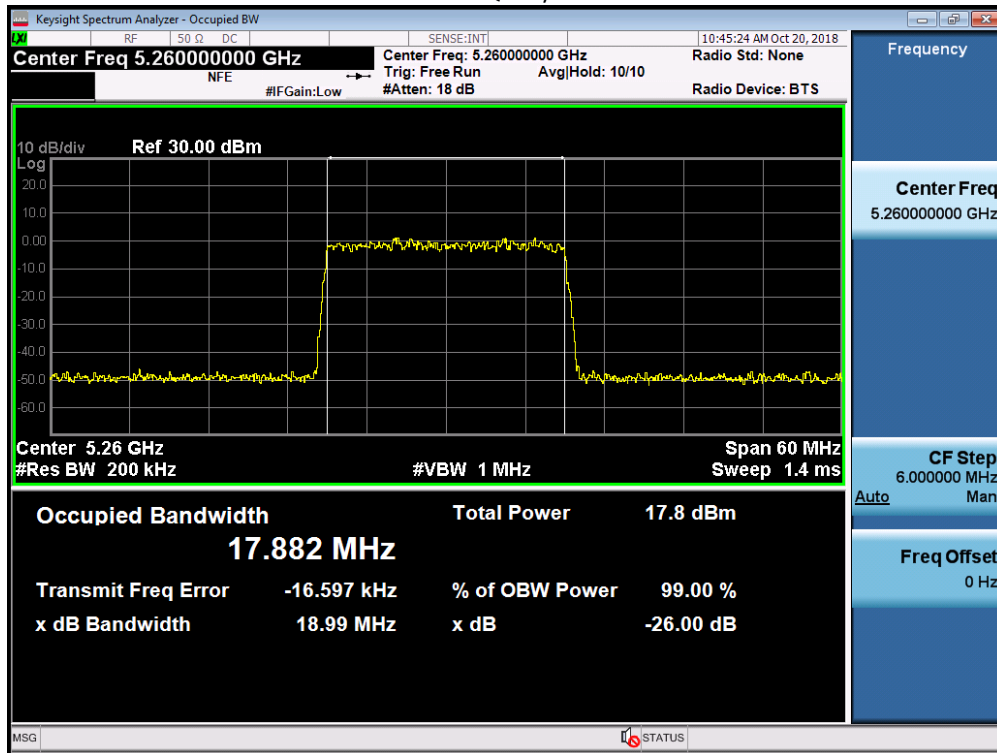 Keysight Spectrum Analyzer - Occupied BW
LXI RF 50 Ω DC SENSE:INT 10:45:24 AM Oct 20, 2018
Center Freq 5.260000000 GHz
NFE
#IFGain:Low
Center Freq: 5.260000000 GHz
Trig: Free Run Avg|Hold: 10/10
#Atten: 18 dB
Radio Std: None
Radio Device: BTS
10 dB/div Ref 30.00 dBm
Log
20.0
10.0
0.00
-10.0
-20.0
-30.0
-40.0
-50.0
-60.0
Center 5.26 GHz Span 60 MHz
#Res BW 200 kHz #VBW 1 MHz Sweep 1.4 ms
Occupied Bandwidth Total Power 17.8 dBm
17.882 MHz
Transmit Freq Error -16.597 kHz % of OBW Power 99.00 %
x dB Bandwidth 18.99 MHz x dB -26.00 dB
MSG STATUS
Frequency
Center Freq
5.260000000 GHz
CF Step
6.000000 MHz
Auto Man
Freq Offset
0 Hz